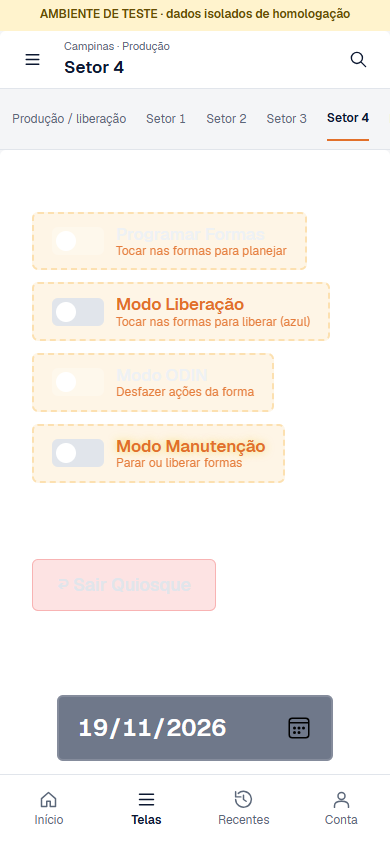 AMBIENTE DE TESTE · dados isolados de homologação
Campinas · Produção
Setor 4
Produção / liberação
Setor 1
Setor 2
Setor 3
Setor 4
Programar Formas
Tocar nas formas para planejar
Modo Liberação
Tocar nas formas para liberar (azul)
Modo ODIN
Desfazer ações da forma
Modo Manutenção
Parar ou liberar formas
Sair Quiosque
19/11/2026
Início
Telas
Recentes
Conta